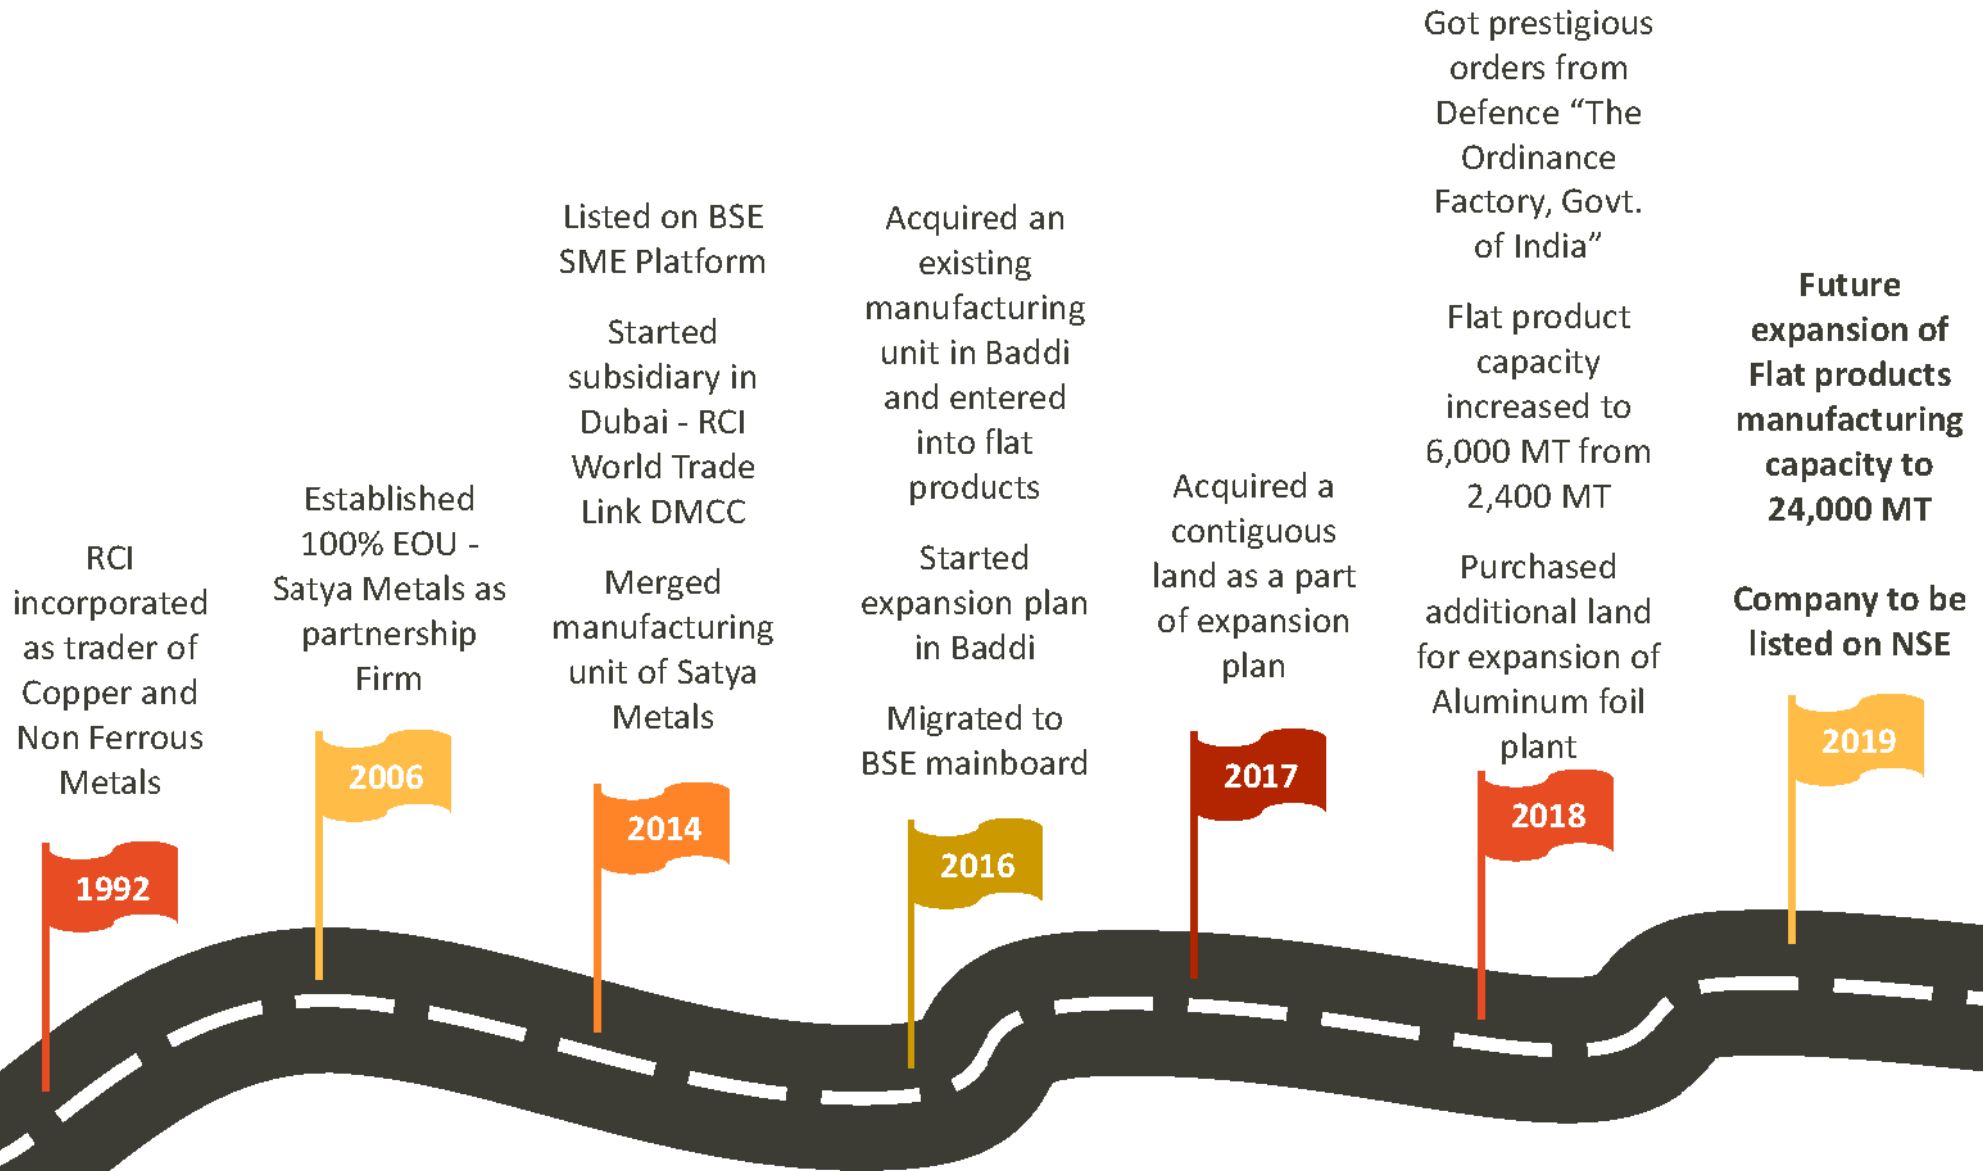 RCI
incorporated
as trader of
Copper and
Non Ferrous
Metals
1992
Established
100% EOU -
Satya Metals as
partnership
Firm
2006
Listed on BSE
SME Platform
Started
subsidiary in
Dubai - RCI
World Trade
Link DMCC
Merged
manufacturing
unit of Satya
Metals
2014
Acquired an
existing
manufacturing
unit in Baddi
and entered
into flat
products
Started
expansion plan
in Baddi
Migrated to
BSE mainboard
2016
Acquired a
contiguous
land as a part
of expansion
plan
2017
Got prestigious
orders from
Defence “The
Ordinance
Factory, Govt.
of India”
Flat product
capacity
increased to
6,000 MT from
2,400 MT
Purchased
additional land
for expansion of
Aluminum foil
plant
2018
Future
expansion of
Flat products
manufacturing
capacity to
24,000 MT
Company to be
listed on NSE
2019